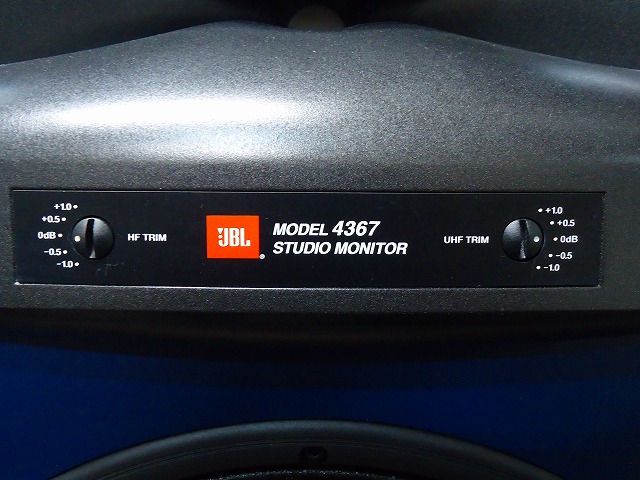 +1.0
+0.5
0dB
-0.5
-1.0
HF TRIM
JBL
MODEL 4367
STUDIO MONITOR
UHF TRIM
+1.0
+0.5
0dB
-0.5
-1.0